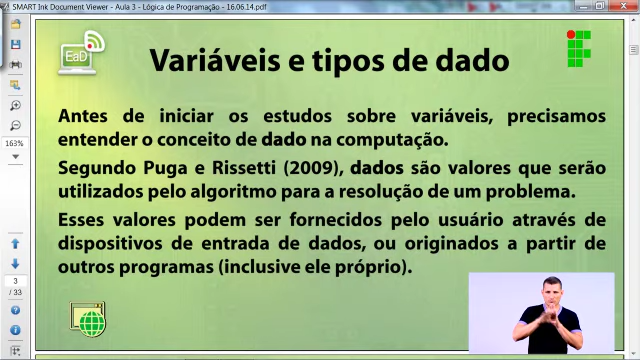 SMART Ink Document Viewer - Aula 3 - Lógica de Programação - 16.06.14.pdf
EaD
Variáveis e tipos de dado
163%
Antes de iniciar os estudos sobre variáveis, precisamos
entender o conceito de dado na computação.
Segundo Puga e Rissetti (2009), dados são valores que serão
utilizados pelo algoritmo para a resolução de um problema.
Esses valores podem ser fornecidos pelo usuário através de
dispositivos de entrada de dados, ou originados a partir de
outros programas (inclusive ele próprio).
3
/ 33